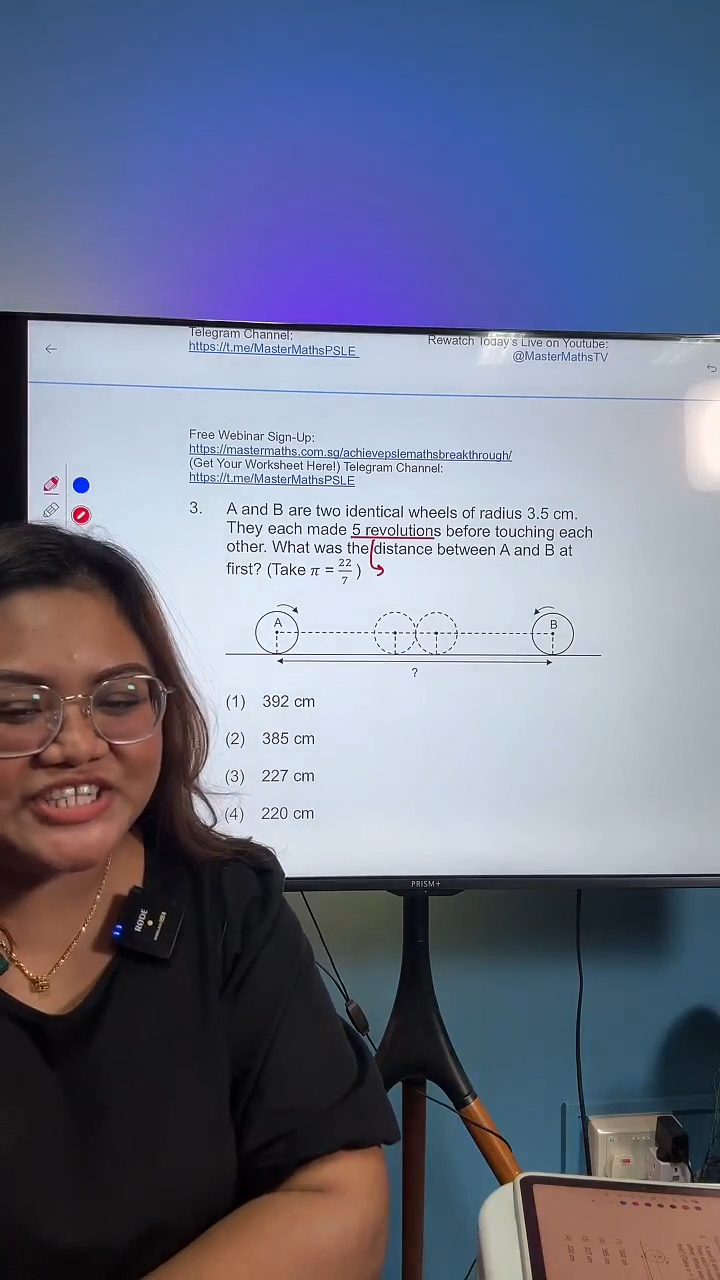 Telegram Channel:
https://t.me/MasterMathsPSLE
Rewatch Today's Live on Youtube:
@MasterMathsTV
Free Webinar Sign-Up:
https://mastermaths.com.sg/achievepslemathsbreakthrough/
(Get Your Worksheet Here!) Telegram Channel:
https://t.me/MasterMathsPSLE
3. A and B are two identical wheels of radius 3.5 cm.
They each made 5 revolutions before touching each
other. What was the distance between A and B at
first? (Take π = 22/7 )
A
B
?
(1) 392 cm
(2) 385 cm
(3) 227 cm
(4) 220 cm
PRISM+
RØDE